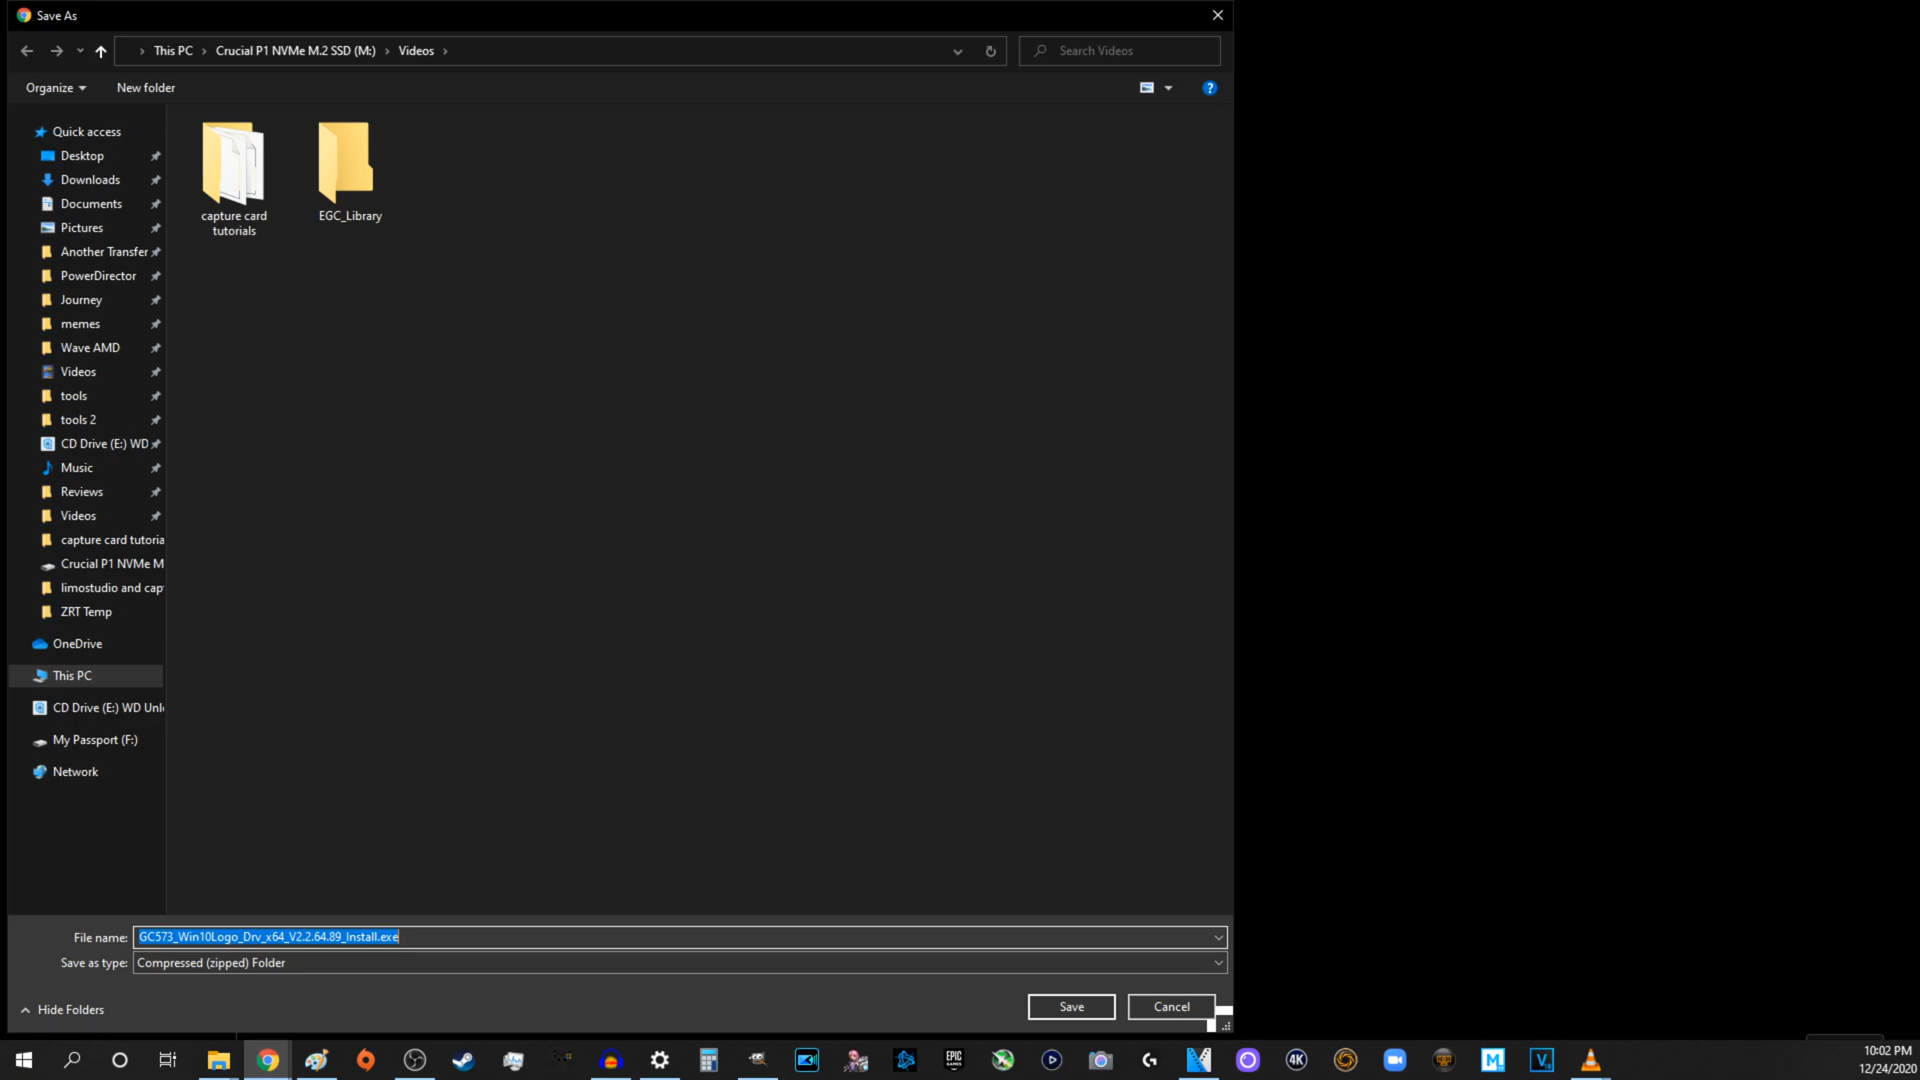 Save As
This PC
Crucial P1 NVMe M.2 SSD (M:)
Videos
Search Videos
Organize
New folder
?
Quick access
Desktop
Downloads
Documents
Pictures
Another Transfer
PowerDirector
Journey
memes
Wave AMD
Videos
tools
tools 2
CD Drive (E:) WD
Music
Reviews
Videos
capture card tutoria
Crucial P1 NVMe M
limostudio and cap
ZRT Temp
OneDrive
This PC
CD Drive (E:) WD Unl
My Passport (F:)
Network
capture card
tutorials
EGC_Library
File name: GC573_Win10Logo_Drv_x64_V2.2.64.89_Install.exe
Save as type: Compressed (zipped) Folder
Hide Folders
Save
Cancel
EPIC
GAMES
4K
M
V
10:02 PM
12/24/2020